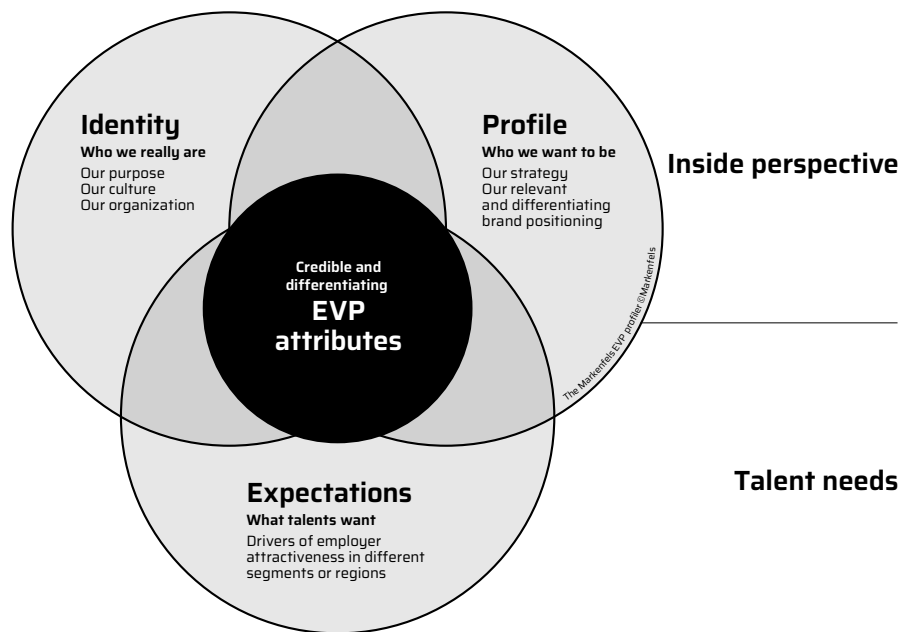 Identity
Who we really are
Our purpose
Our culture
Our organization
Profile
Who we want to be
Our strategy
Our relevant
and differentiating
brand positioning
Inside perspective
Credible and
differentiating
EVP
attributes
The Markenfels EVP profiler ©Markenfels
Expectations
What talents want
Drivers of employer
attractiveness in different
segments or regions
Talent needs